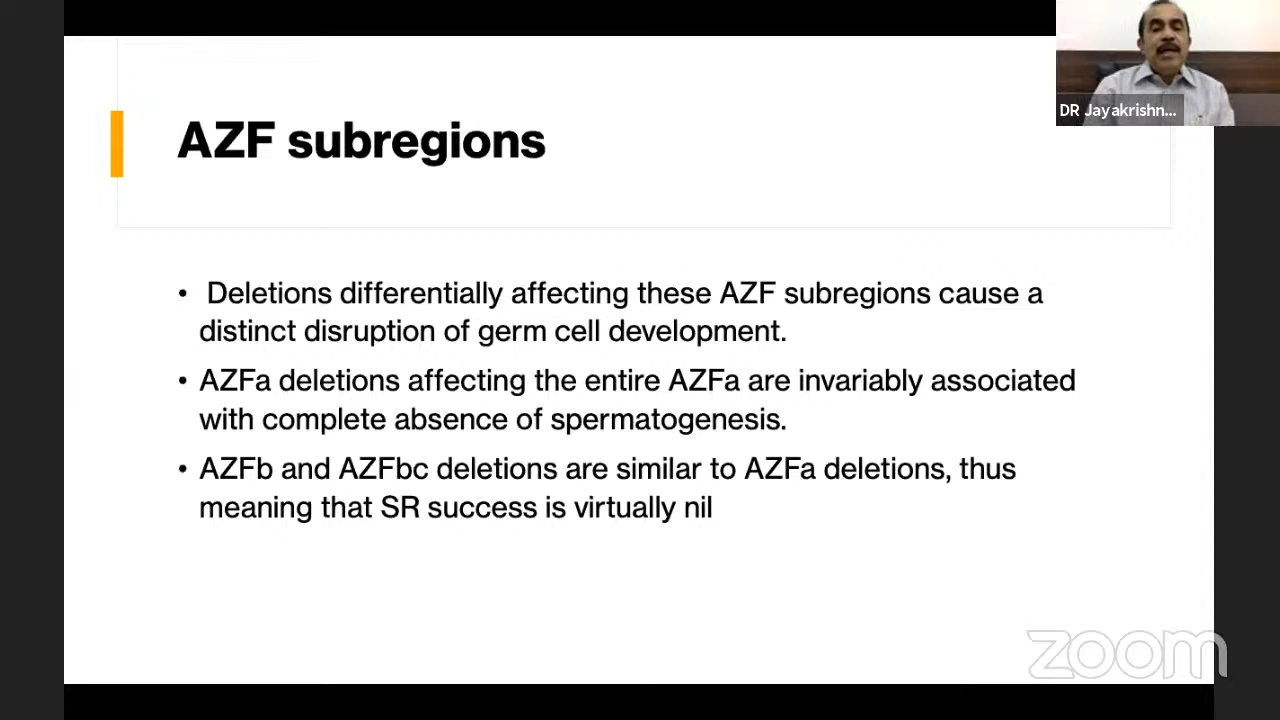 DR Jayakrishn...
AZF subregions
• Deletions differentially affecting these AZF subregions cause a
distinct disruption of germ cell development.
• AZFa deletions affecting the entire AZFa are invariably associated
with complete absence of spermatogenesis.
• AZFb and AZFbc deletions are similar to AZFa deletions, thus
meaning that SR success is virtually nil
zoom